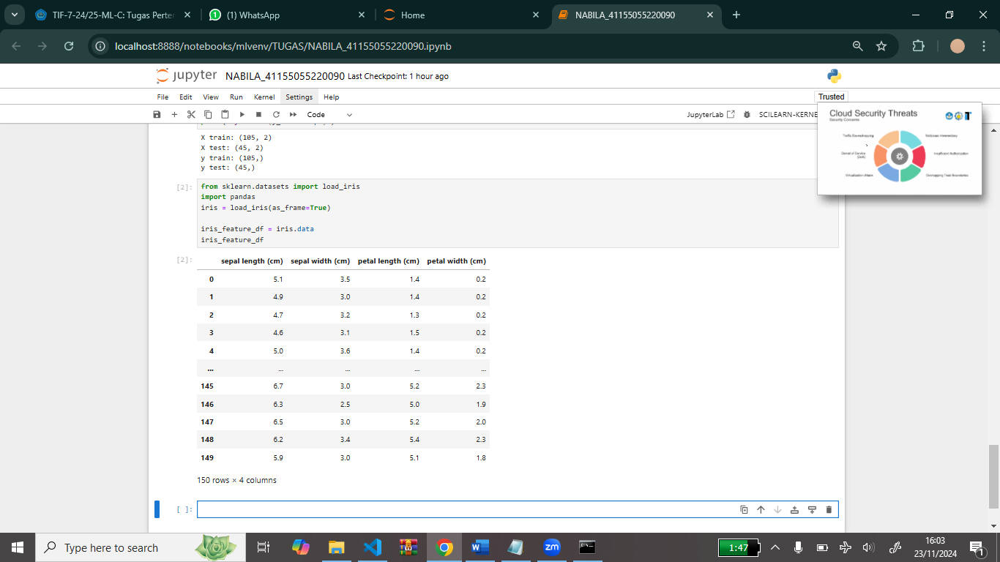 TIF-7-24/25-ML-C: Tugas Perter
(1) WhatsApp
Home
NABILA_41155055220090
localhost:8888/notebooks/mlvenv/TUGAS/NABILA_41155055220090.ipynb
jupyter NABILA_41155055220090 Last Checkpoint: 1 hour ago
File Edit View Run Kernel Settings Help
Trusted
Code
JupyterLab
SCILEARN-KERNE
Cloud Security Threats
Security Concerns
Traffic Eavesdropping
Malicious Intermediary
Denial of Service
(DoS)
Insufficient Authorization
Virtualization Attack
Overlapping Trust Boundaries
X train: (105, 2)
X test: (45, 2)
y train: (105,)
y test: (45,)
[2]: from sklearn.datasets import load_iris
import pandas
iris = load_iris(as_frame=True)
iris_feature_df = iris.data
iris_feature_df
[2]: sepal length (cm) sepal width (cm) petal length (cm) petal width (cm)
0 5.1 3.5 1.4 0.2
1 4.9 3.0 1.4 0.2
2 4.7 3.2 1.3 0.2
3 4.6 3.1 1.5 0.2
4 5.0 3.6 1.4 0.2
... ... ... ... ...
145 6.7 3.0 5.2 2.3
146 6.3 2.5 5.0 1.9
147 6.5 3.0 5.2 2.0
148 6.2 3.4 5.4 2.3
149 5.9 3.0 5.1 1.8
150 rows × 4 columns
[ ]:
Type here to search
1:47
16:03
23/11/2024
1